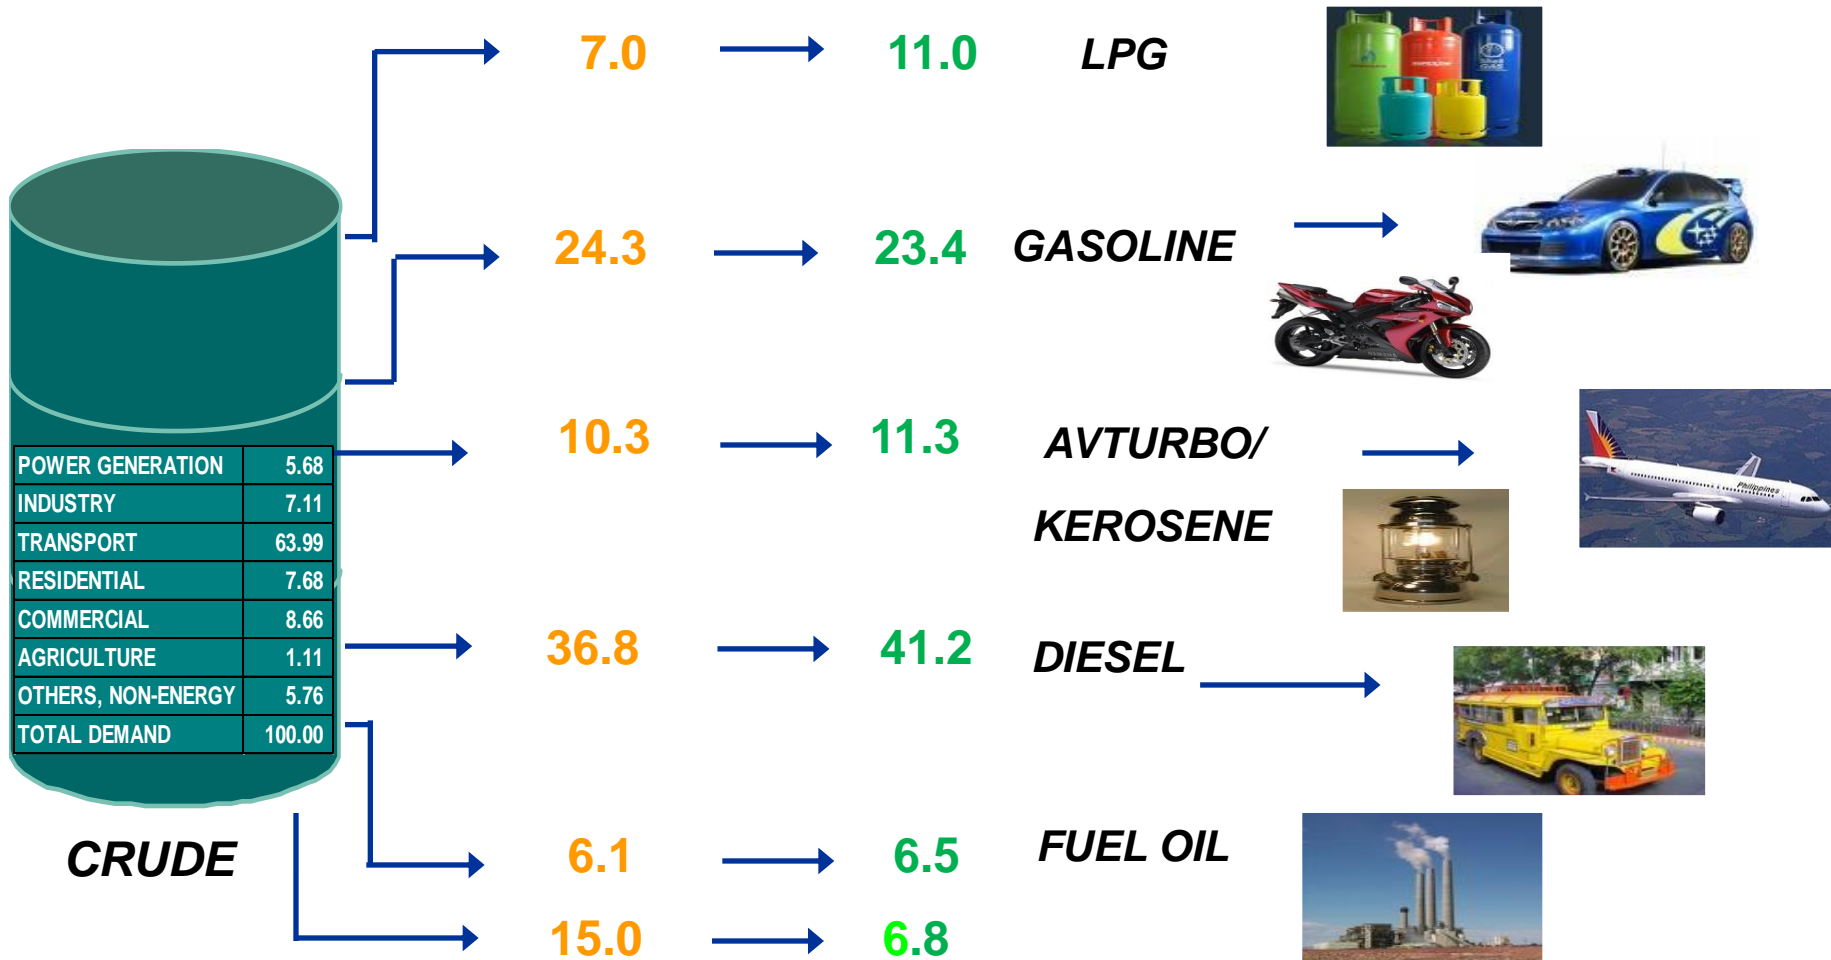 7.0 11.0 LPG
24.3 23.4 GASOLINE
10.3 11.3 AVTURBO/
KEROSENE
Philippines
POWER GENERATION 5.68
INDUSTRY 7.11
TRANSPORT 63.99
RESIDENTIAL 7.68
COMMERCIAL 8.66
AGRICULTURE 1.11
OTHERS, NON-ENERGY 5.76
TOTAL DEMAND 100.00
36.8 41.2 DIESEL
CRUDE
6.1 6.5 FUEL OIL
15.0 6.8